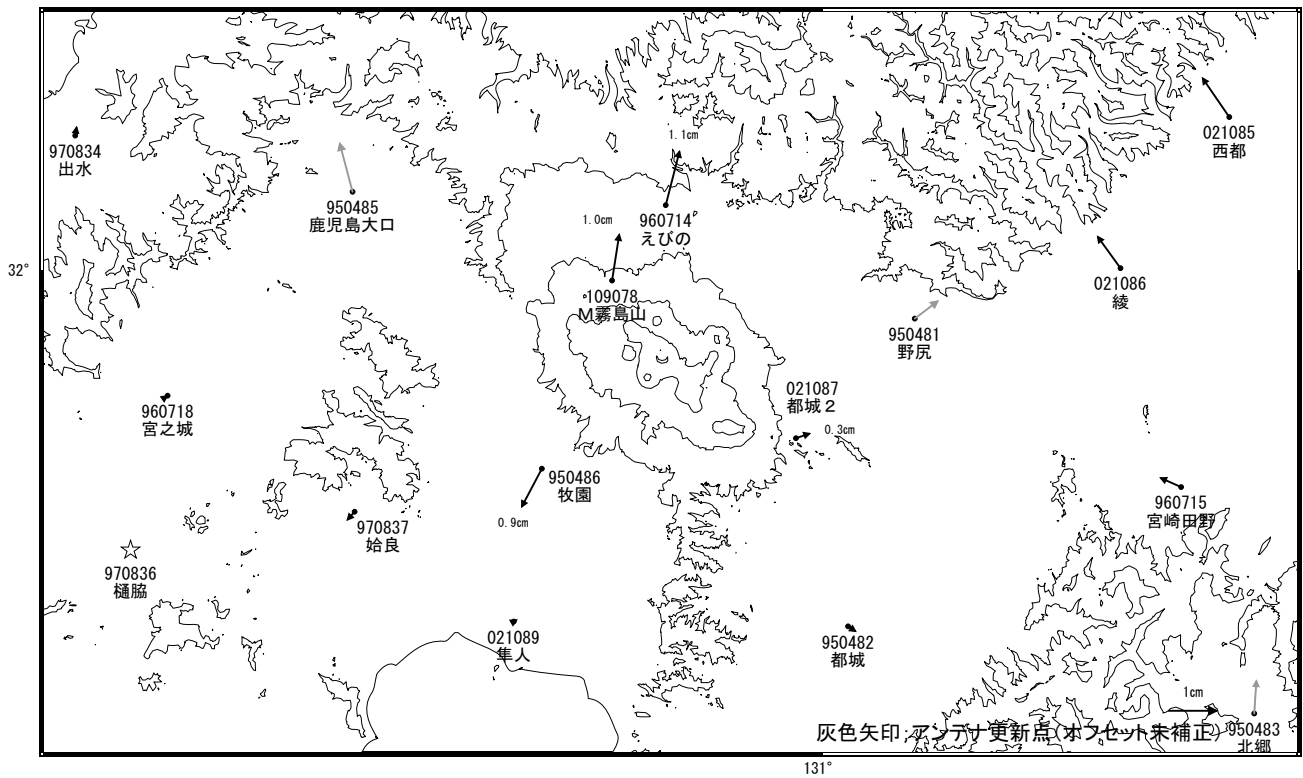 1.1cm
970834
出水
021085
西都
950485
鹿児島大口
1.0cm
960714
えびの
32°
021086
綾
109078
M霧島山
950481
野尻
021087
都城2
0.3cm
960718
宮之城
950486
牧園
0.9cm
960715
宮崎田野
970837
姶良
970836
樋脇
021089
隼人
950482
都城
1cm
灰色矢印:アンテナ更新点(オフセット未補正)
950483
北郷
131°